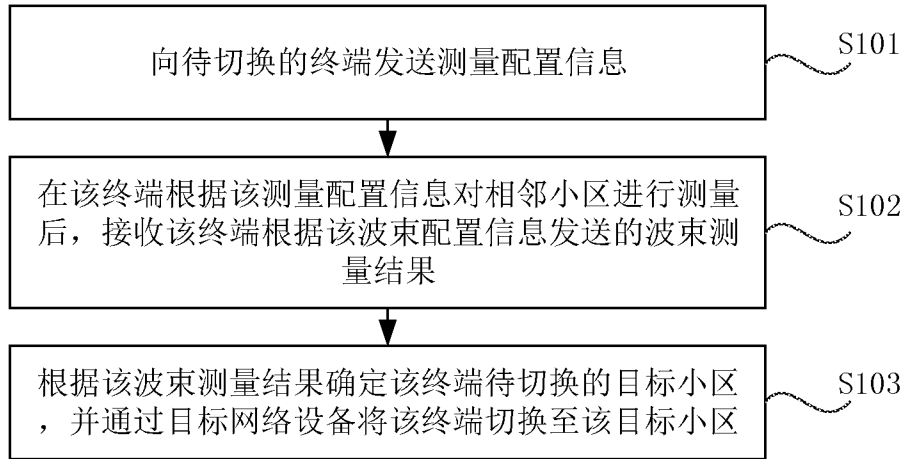 向待切换的终端发送测量配置信息
S101
在该终端根据该测量配置信息对相邻小区进行测量
后，接收该终端根据该波束配置信息发送的波束测
量结果
S102
根据该波束测量结果确定该终端待切换的目标小区
，并通过目标网络设备将该终端切换至该目标小区
S103